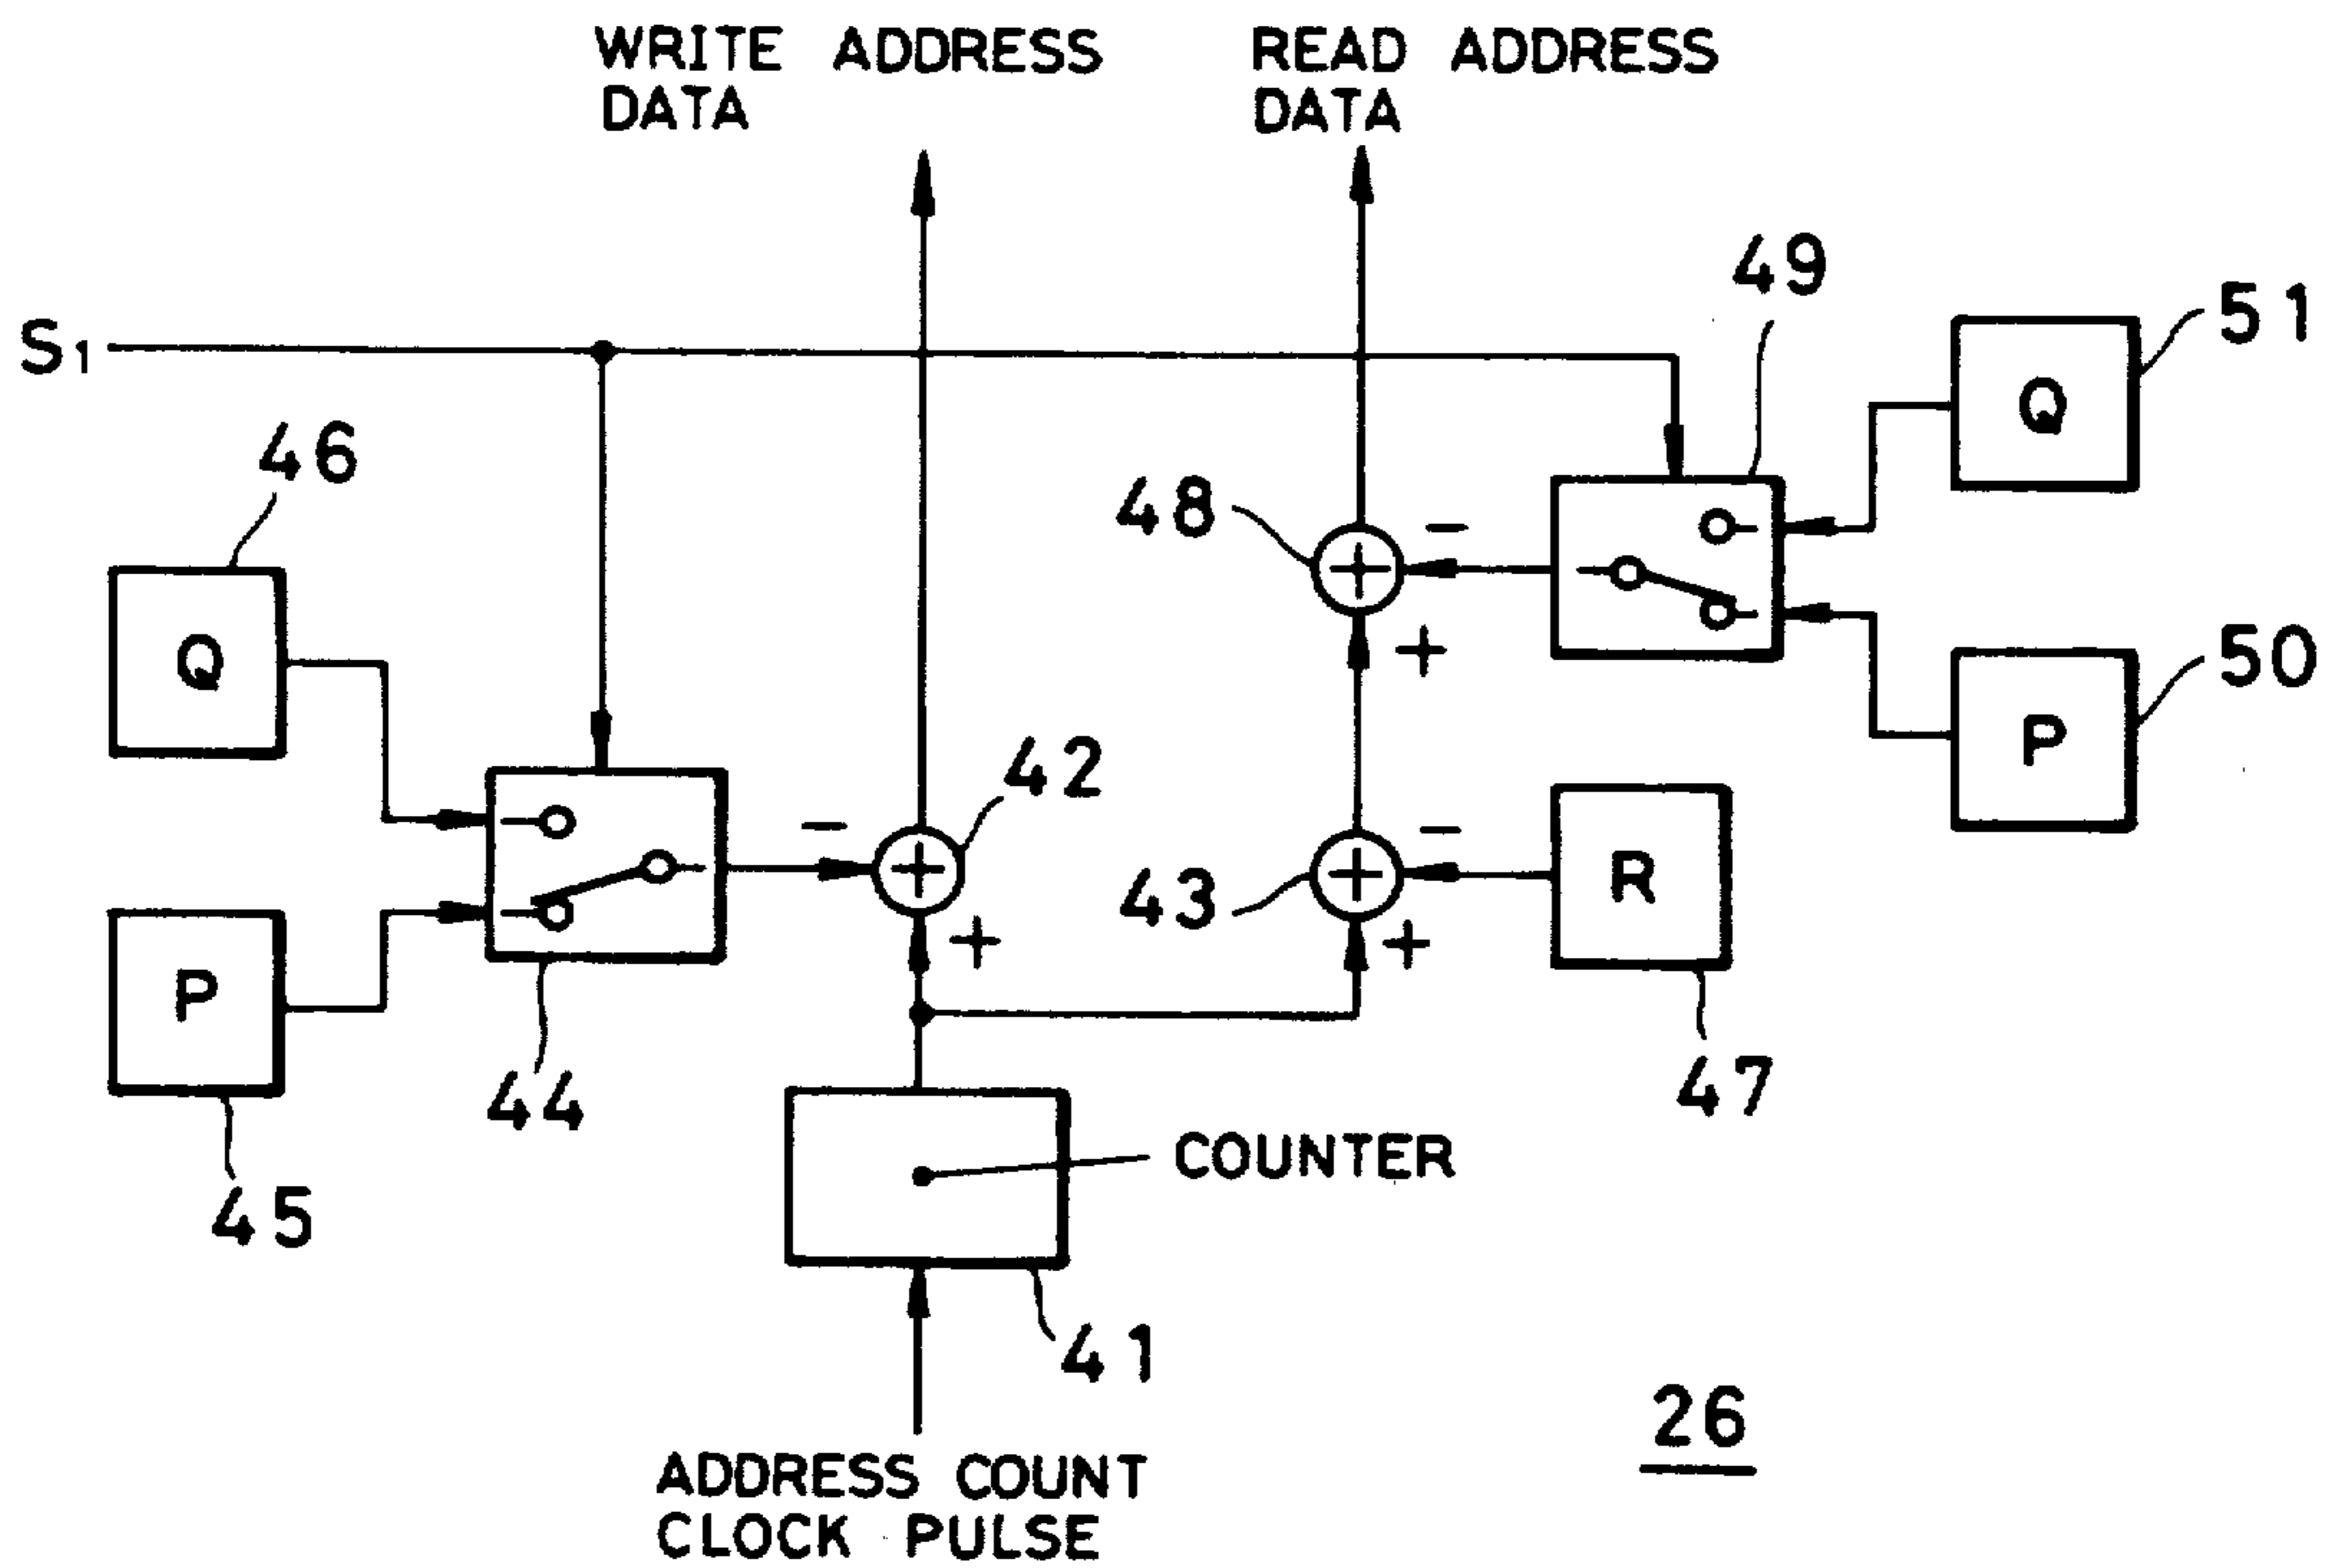 WRITE ADDRESS
DATA
READ ADDRESS
DATA
S1
49
51
Q
46
48
−
Q
+
50
P
42
−
−
43
R
P
+
+
44
47
45
COUNTER
41
26
ADDRESS COUNT
CLOCK PULSE